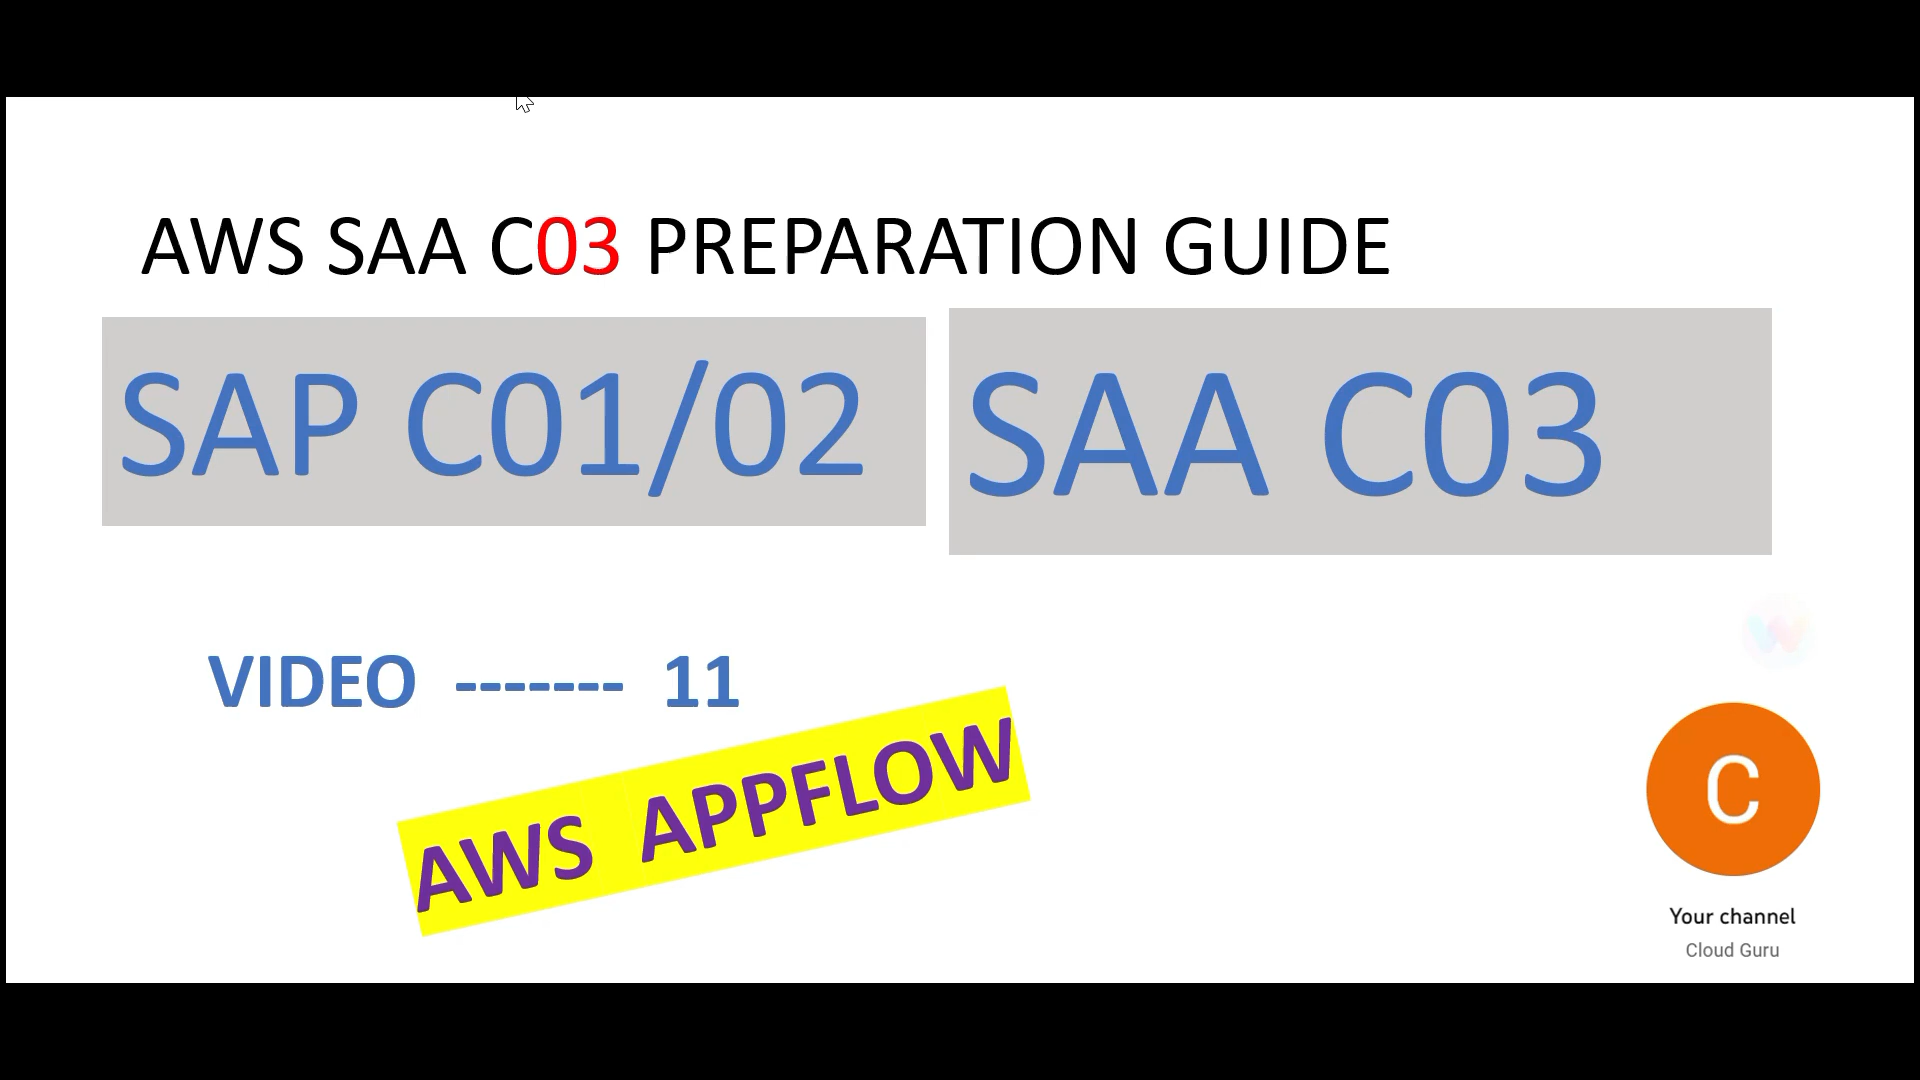 AWS SAA C03 PREPARATION GUIDE
SAP C01/02
SAA C03
VIDEO ------- 11
AWS APPFLOW
C
Your channel
Cloud Guru